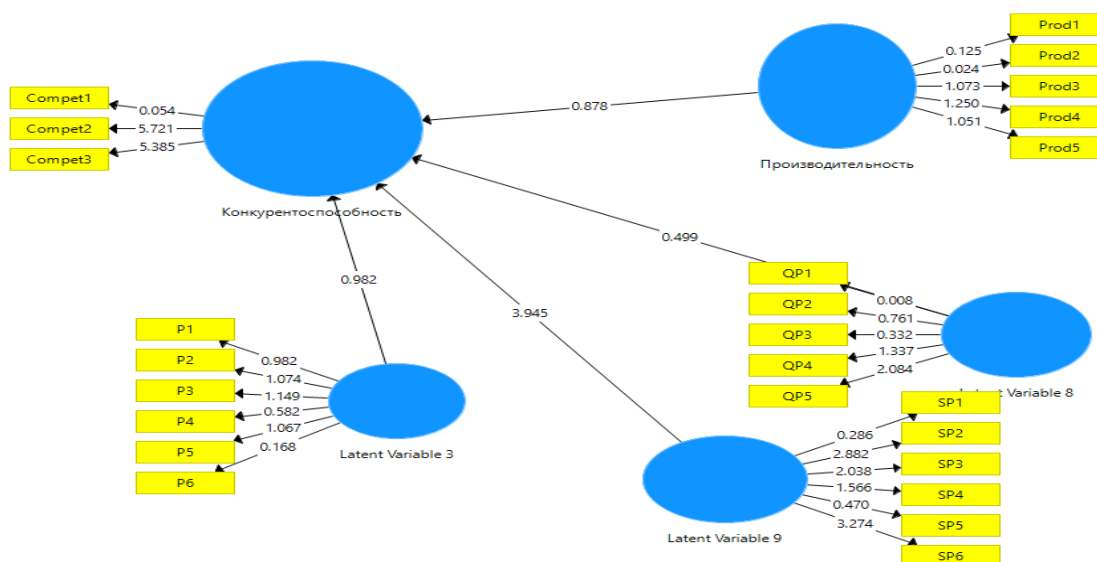 Prod1
0.125
Prod2
0.024
Prod3
1.073
Prod4
1.250
Prod5
1.051
Производительность
0.878
Compet1
0.054
Compet2
5.721
Compet3
5.385
Конкурентоспособность
0.499
0.982
3.945
QP1
0.008
QP2
0.761
QP3
0.332
QP4
1.337
QP5
2.084
Latent Variable 8
P1
0.982
P2
1.074
P3
1.149
P4
0.582
P5
1.067
P6
0.168
Latent Variable 3
SP1
0.286
SP2
2.882
SP3
2.038
SP4
1.566
SP5
0.470
SP6
3.274
Latent Variable 9